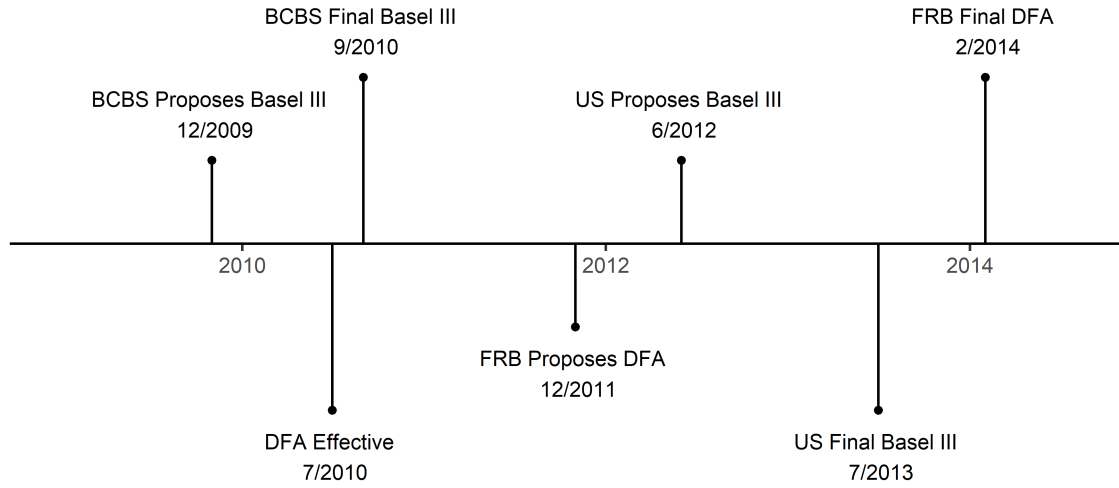 BCBS Final Basel III
9/2010
FRB Final DFA
2/2014
BCBS Proposes Basel III
12/2009
US Proposes Basel III
6/2012
2010
2012
2014
FRB Proposes DFA
12/2011
DFA Effective
7/2010
US Final Basel III
7/2013